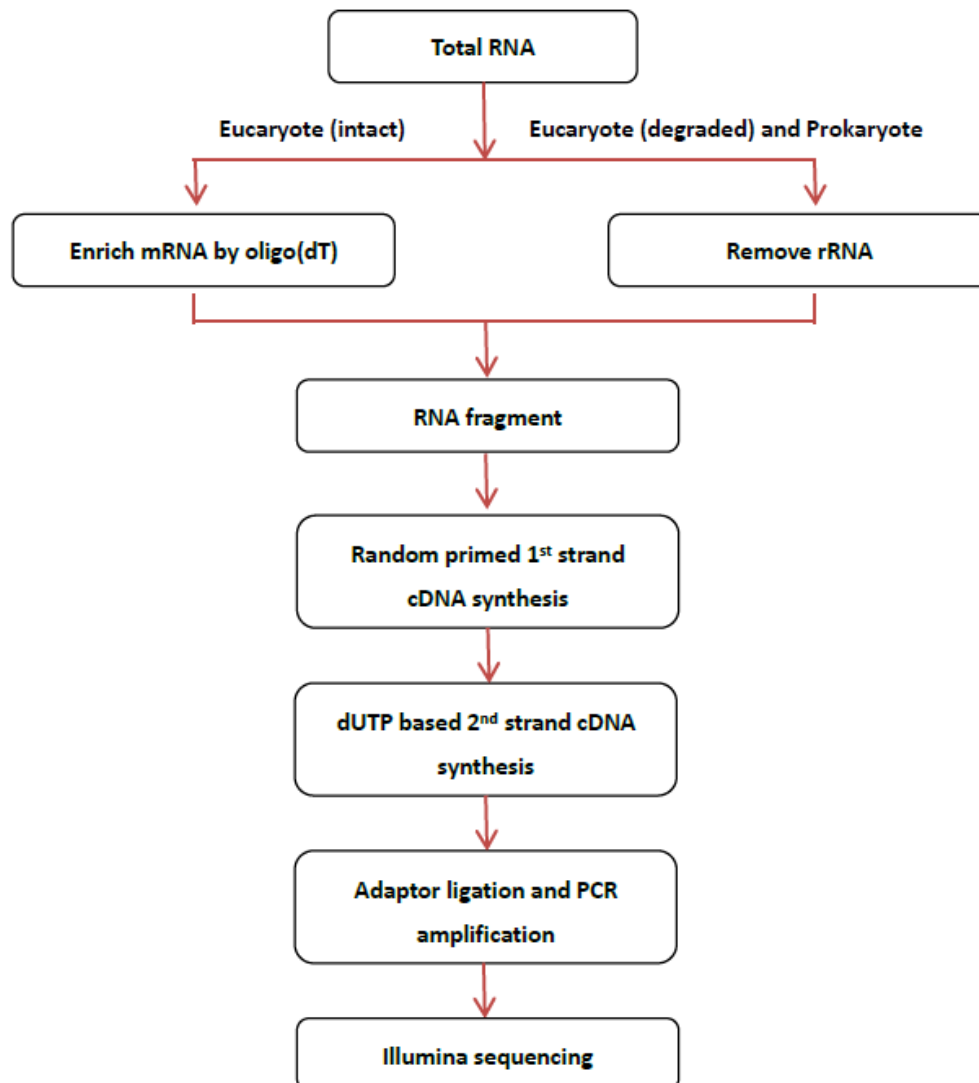 Total RNA
Eucaryote (intact)
Eucaryote (degraded) and Prokaryote
Enrich mRNA by oligo(dT)
Remove rRNA
RNA fragment
Random primed 1st strand
cDNA synthesis
dUTP based 2nd strand cDNA
synthesis
Adaptor ligation and PCR
amplification
Illumina sequencing